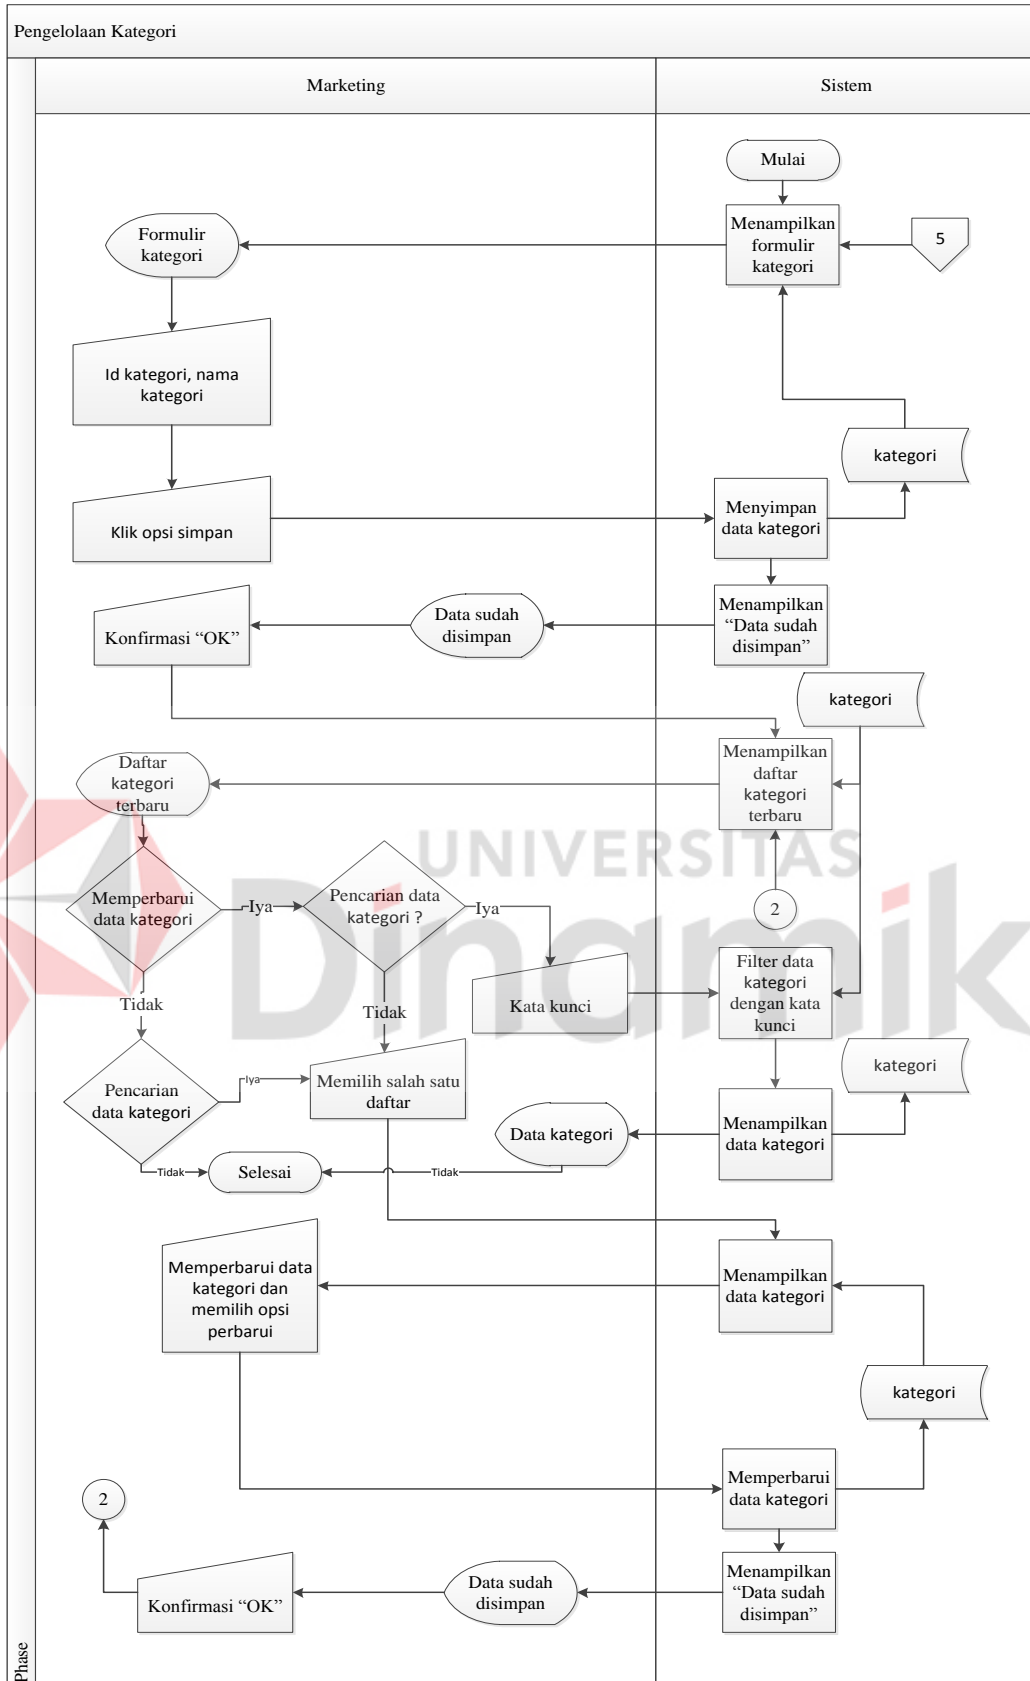 Pengelolaan Kategori
Marketing
Sistem
Mulai
Menampilkan
formulir
kategori
5
Formulir
kategori
Id kategori, nama
kategori
kategori
Klik opsi simpan
Menyimpan
data kategori
Konfirmasi “OK”
Data sudah
disimpan
Menampilkan
“Data sudah
disimpan”
kategori
Daftar
kategori
terbaru
Menampilkan
daftar
kategori
terbaru
UNIVERSITAS
Dinamika
Memperbarui
data kategori
Iya
Pencarian data
kategori ?
Iya
2
Tidak
Tidak
Kata kunci
Filter data
kategori
dengan kata
kunci
kategori
Pencarian
data kategori
Iya
Memilih salah satu
daftar
Data kategori
Menampilkan
data kategori
Tidak
Selesai
Tidak
Memperbarui data
kategori dan
memilih opsi
perbarui
Menampilkan
data kategori
kategori
Memperbarui
data kategori
2
Konfirmasi “OK”
Data sudah
disimpan
Menampilkan
“Data sudah
disimpan”
Phase